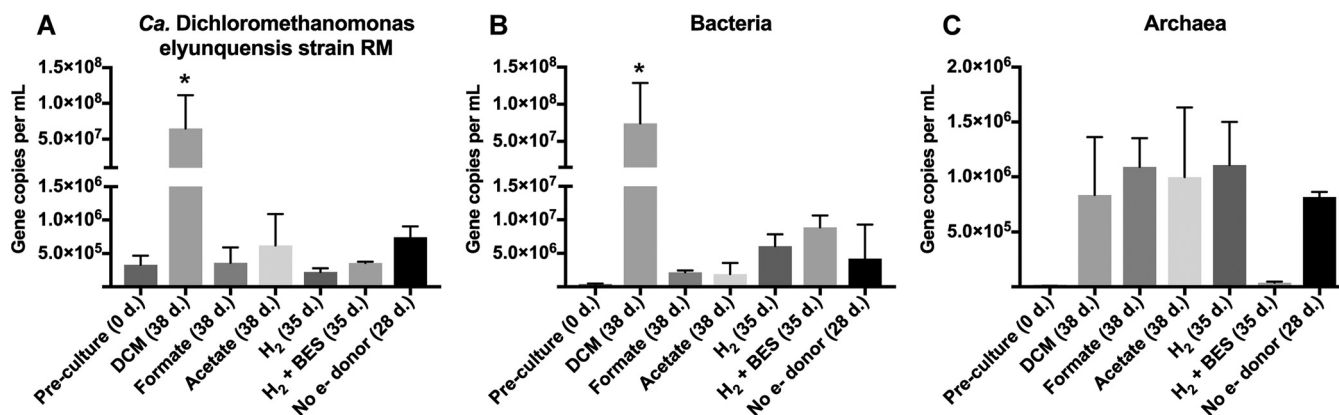 A
Ca. Dichloromethanomonas
elyunquensis strain RM
Gene copies per mL
1.5×10⁸
1.0×10⁸
5.0×10⁷
1.5×10⁶
1.0×10⁶
5.0×10⁵
*
Pre-culture (0 d.)
DCM (38 d.)
Formate (38 d.)
Acetate (38 d.)
H₂ (35 d.)
H₂ + BES (35 d.)
No e- donor (28 d.)
B
Bacteria
Gene copies per mL
1.5×10⁸
1.0×10⁸
5.0×10⁷
1.5×10⁷
1.0×10⁷
5.0×10⁶
*
Pre-culture (0 d.)
DCM (38 d.)
Formate (38 d.)
Acetate (38 d.)
H₂ (35 d.)
H₂ + BES (35 d.)
No e- donor (28 d.)
C
Archaea
Gene copies per mL
2.0×10⁶
1.5×10⁶
1.0×10⁶
5.0×10⁵
Pre-culture (0 d.)
DCM (38 d.)
Formate (38 d.)
Acetate (38 d.)
H₂ (35 d.)
H₂ + BES (35 d.)
No e- donor (28 d.)